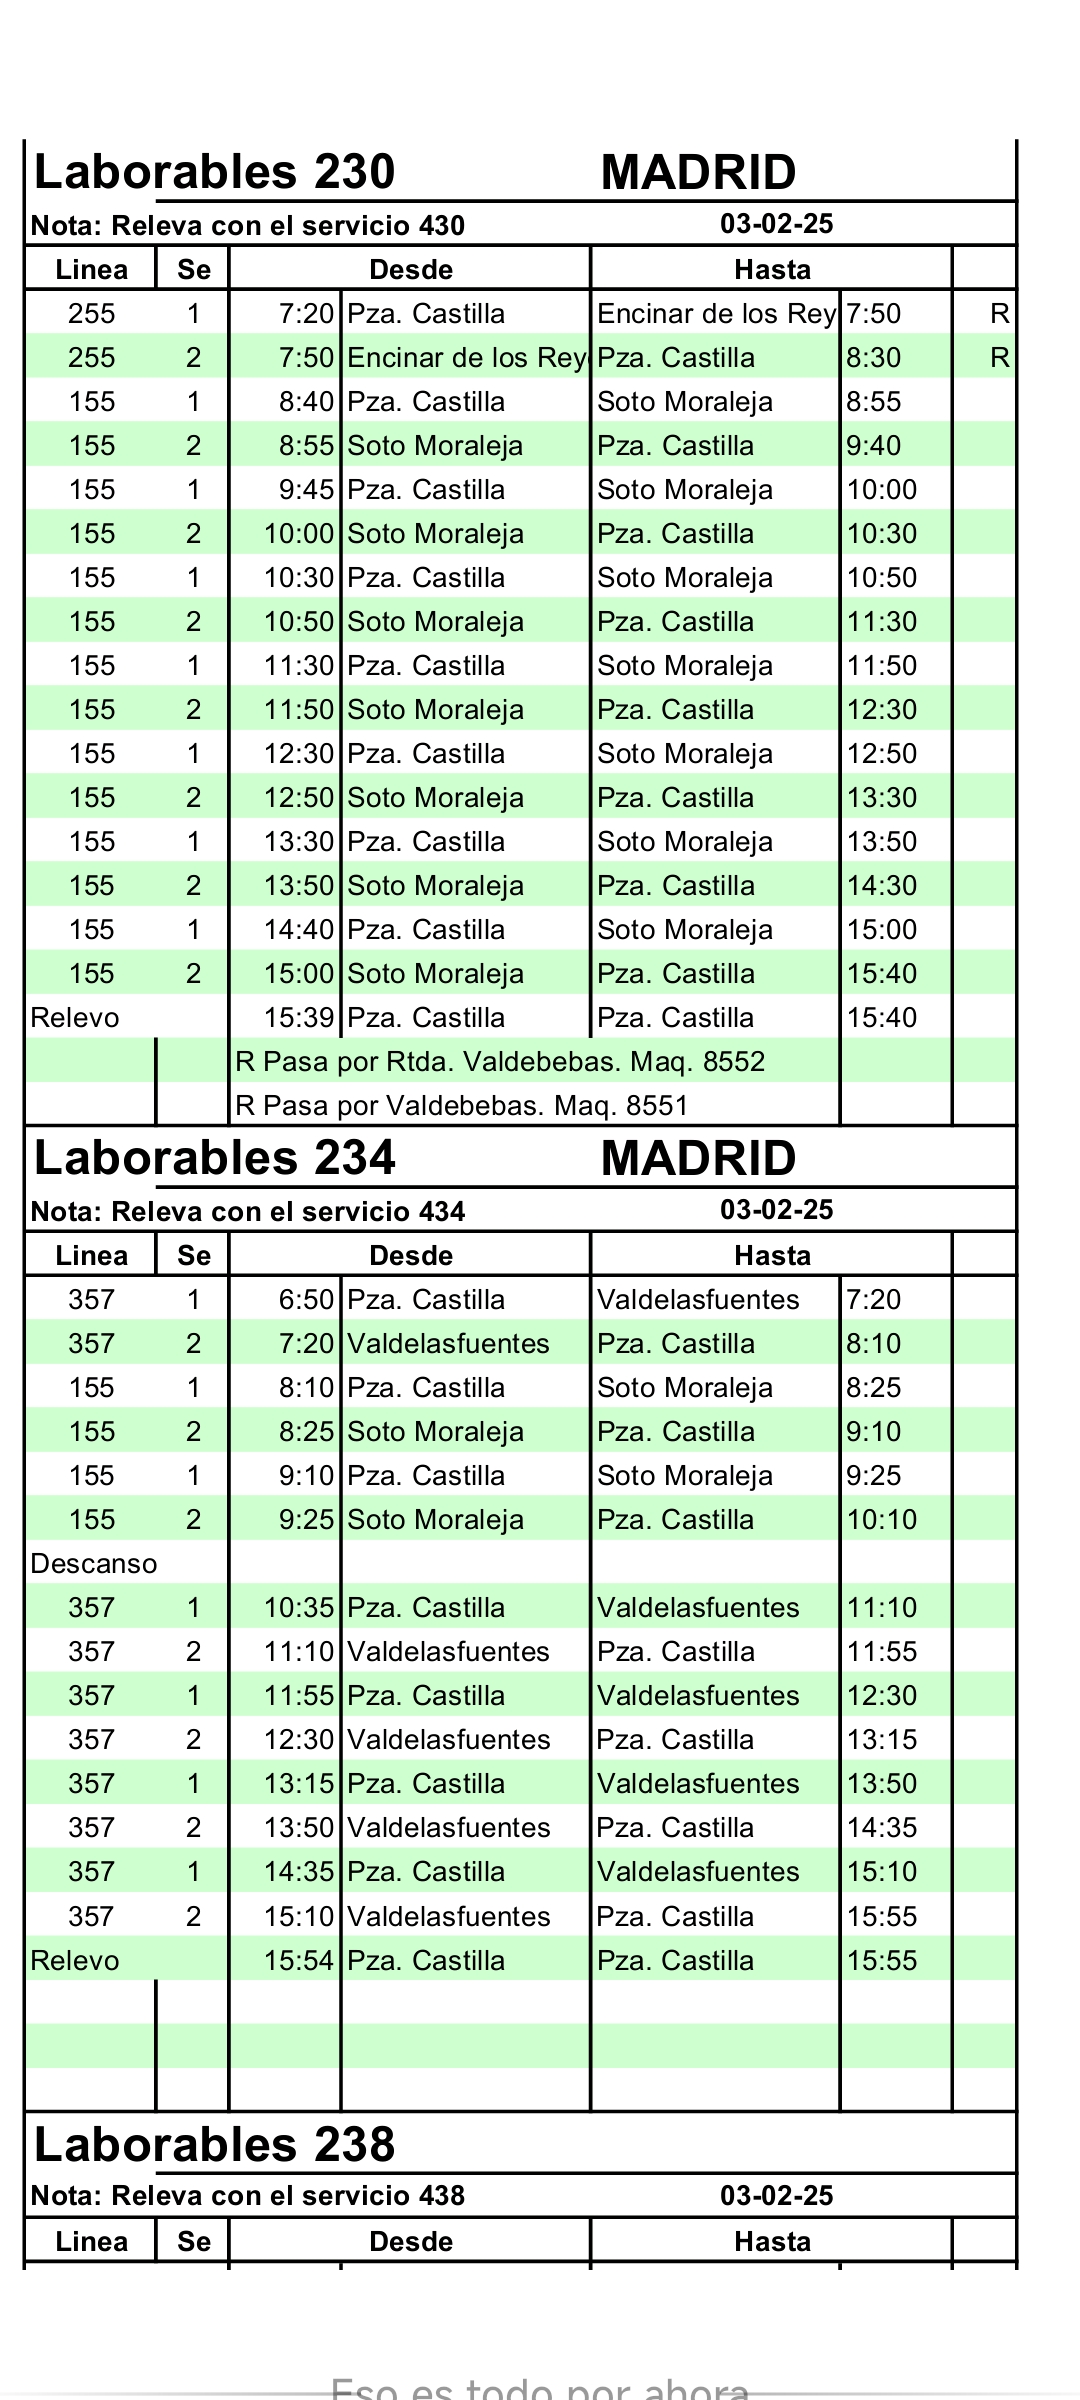 Laborables 230 MADRID
Nota: Releva con el servicio 430 03-02-25
Linea Se Desde Hasta
255 1 7:20 Pza. Castilla Encinar de los Rey 7:50 R
255 2 7:50 Encinar de los Rey Pza. Castilla 8:30 R
155 1 8:40 Pza. Castilla Soto Moraleja 8:55
155 2 8:55 Soto Moraleja Pza. Castilla 9:40
155 1 9:45 Pza. Castilla Soto Moraleja 10:00
155 2 10:00 Soto Moraleja Pza. Castilla 10:30
155 1 10:30 Pza. Castilla Soto Moraleja 10:50
155 2 10:50 Soto Moraleja Pza. Castilla 11:30
155 1 11:30 Pza. Castilla Soto Moraleja 11:50
155 2 11:50 Soto Moraleja Pza. Castilla 12:30
155 1 12:30 Pza. Castilla Soto Moraleja 12:50
155 2 12:50 Soto Moraleja Pza. Castilla 13:30
155 1 13:30 Pza. Castilla Soto Moraleja 13:50
155 2 13:50 Soto Moraleja Pza. Castilla 14:30
155 1 14:40 Pza. Castilla Soto Moraleja 15:00
155 2 15:00 Soto Moraleja Pza. Castilla 15:40
Relevo 15:39 Pza. Castilla Pza. Castilla 15:40
R Pasa por Rtda. Valdebebas. Maq. 8552
R Pasa por Valdebebas. Maq. 8551
Laborables 234 MADRID
Nota: Releva con el servicio 434 03-02-25
Linea Se Desde Hasta
357 1 6:50 Pza. Castilla Valdelasfuentes 7:20
357 2 7:20 Valdelasfuentes Pza. Castilla 8:10
155 1 8:10 Pza. Castilla Soto Moraleja 8:25
155 2 8:25 Soto Moraleja Pza. Castilla 9:10
155 1 9:10 Pza. Castilla Soto Moraleja 9:25
155 2 9:25 Soto Moraleja Pza. Castilla 10:10
Descanso
357 1 10:35 Pza. Castilla Valdelasfuentes 11:10
357 2 11:10 Valdelasfuentes Pza. Castilla 11:55
357 1 11:55 Pza. Castilla Valdelasfuentes 12:30
357 2 12:30 Valdelasfuentes Pza. Castilla 13:15
357 1 13:15 Pza. Castilla Valdelasfuentes 13:50
357 2 13:50 Valdelasfuentes Pza. Castilla 14:35
357 1 14:35 Pza. Castilla Valdelasfuentes 15:10
357 2 15:10 Valdelasfuentes Pza. Castilla 15:55
Relevo 15:54 Pza. Castilla Pza. Castilla 15:55
Laborables 238
Nota: Releva con el servicio 438 03-02-25
Linea Se Desde Hasta
Eso es todo por ahora